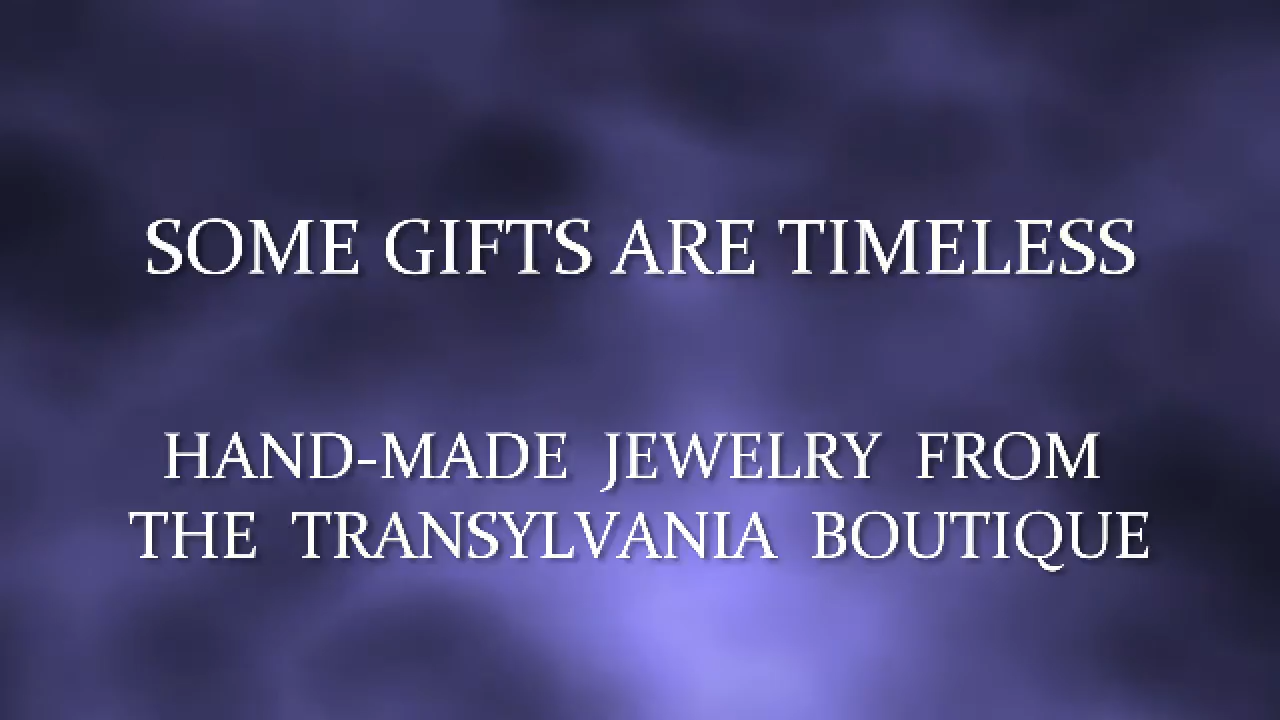 SOME GIFTS ARE TIMELESS
HAND-MADE JEWELRY FROM
THE TRANSYLVANIA BOUTIQUE